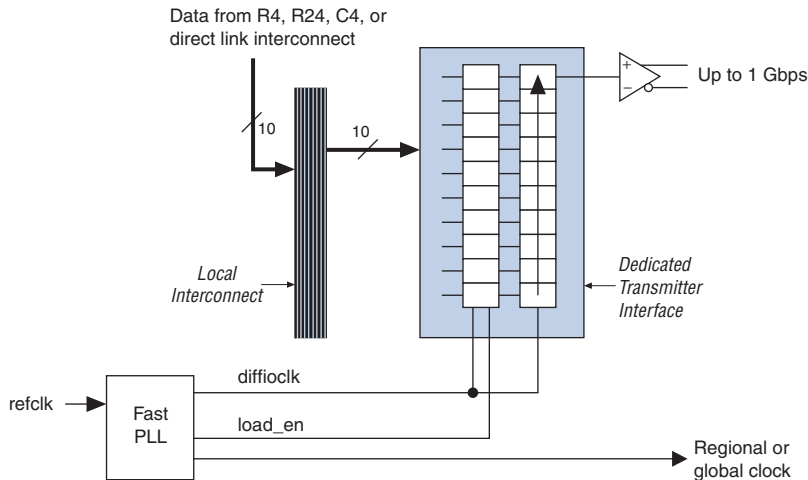 Data from R4, R24, C4, or
direct link interconnect
10
10
+
−
Up to 1 Gbps
Local
Interconnect
Dedicated
Transmitter
Interface
diffioclk
refclk
Fast
PLL
load_en
Regional or
global clock